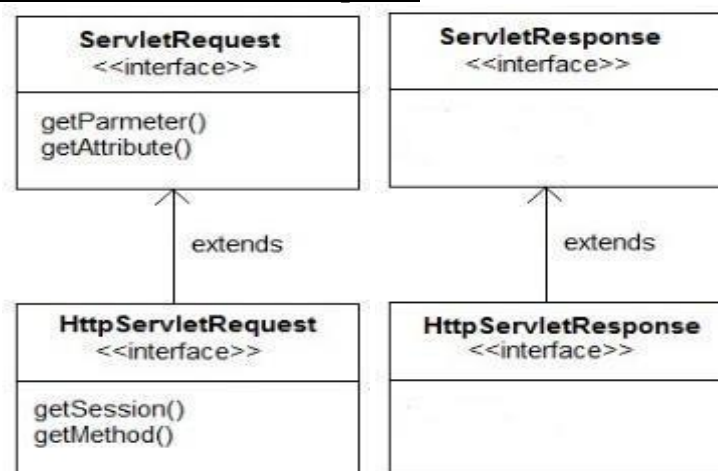 ServletRequest
<<interface>>
getParmeter()
getAttribute()
ServletResponse
<<interface>>
extends
extends
HttpServletRequest
<<interface>>
getSession()
getMethod()
HttpServletResponse
<<interface>>